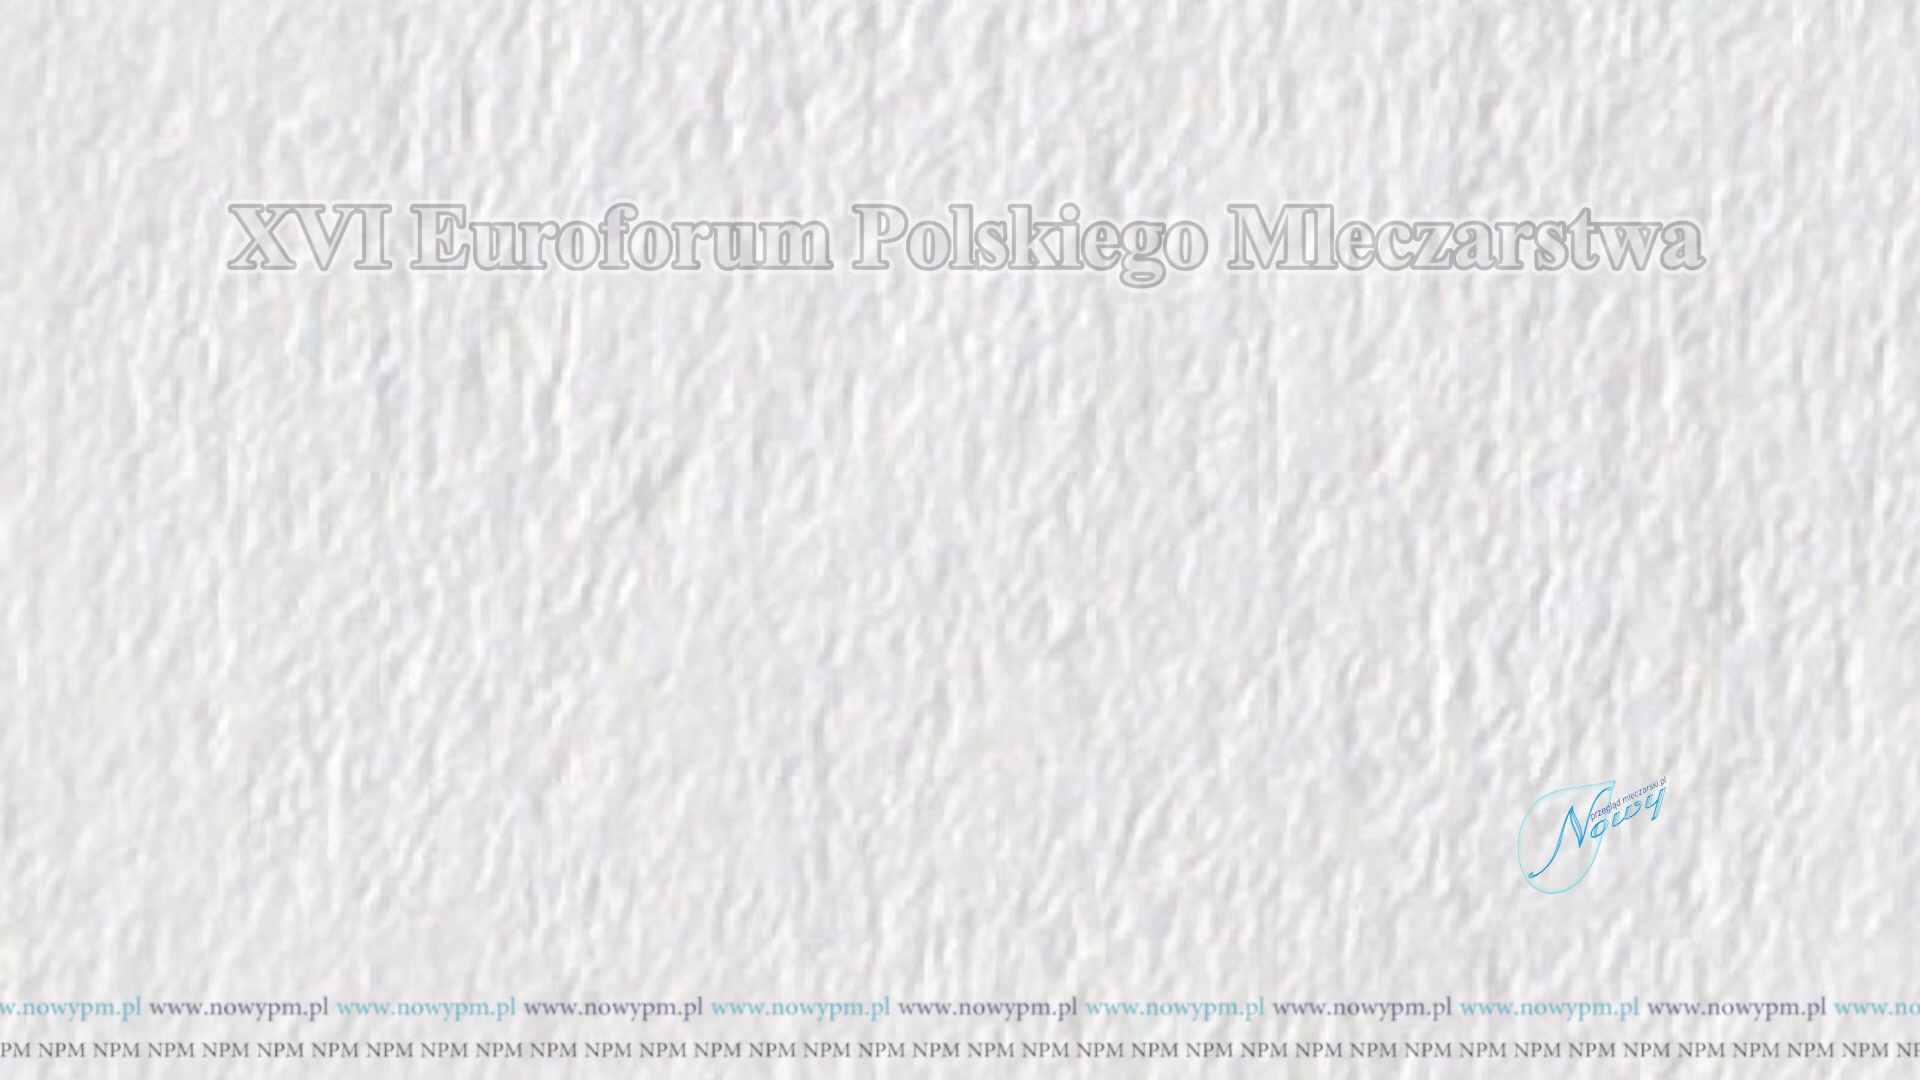 XVI Euroforum Polskiego Mleczarstwa
przegląd mleczarski.pl
Nowy
w.nowypm.pl www.nowypm.pl www.nowypm.pl www.nowypm.pl www.nowypm.pl www.nowypm.pl www.nowypm.pl www.nowypm.pl www.nowypm.pl www.nowypm.pl www.no
PM NPM NPM NPM NPM NPM NPM NPM NPM NPM NPM NPM NPM NPM NPM NPM NPM NPM NPM NPM NPM NPM NPM NPM NPM NPM NPM NPM NPM NPM NPM NPM NPM NPM NPM NP